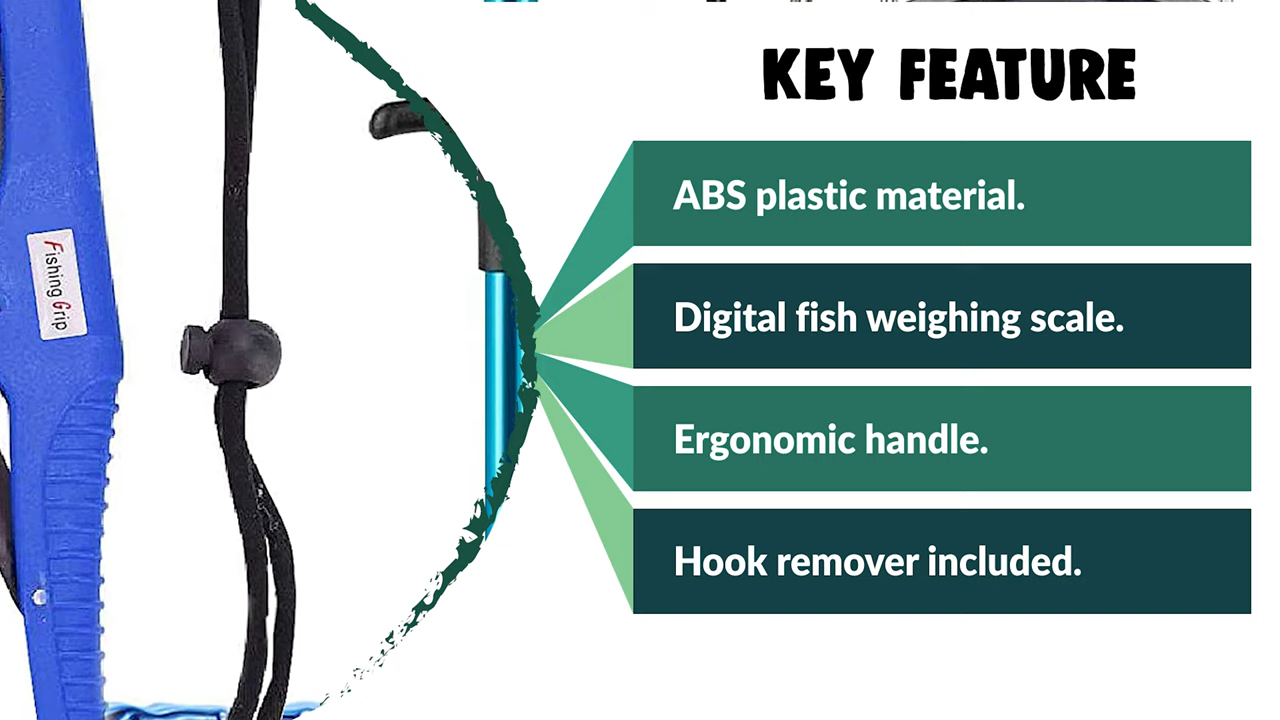 KEY FEATURE
ABS plastic material.
Digital fish weighing scale.
Ergonomic handle.
Hook remover included.
Fishing Grip